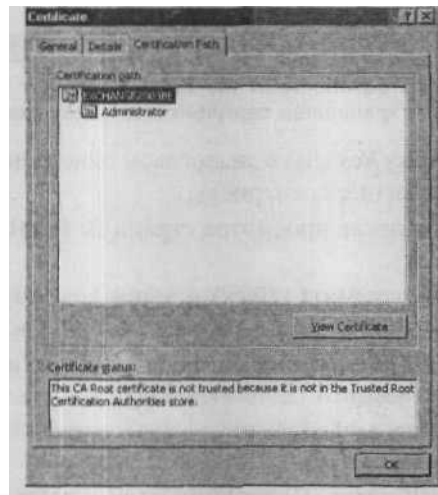 Certificate
General Details Certification Path
Certification path
Administrator
View Certificate
Certificate status:
This CA Root certificate is not trusted because it is not in the Trusted Root
Certification Authorities store.
OK